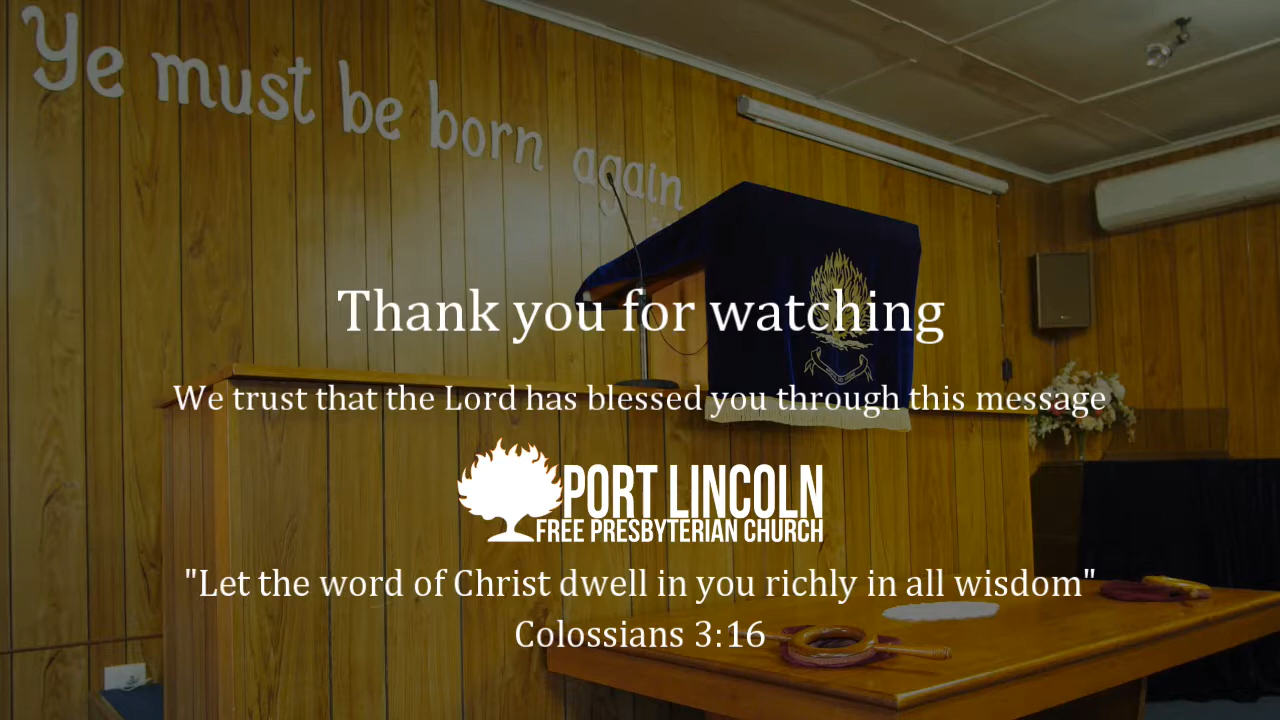 Ye must be born again
Thank you for watching
We trust that the Lord has blessed you through this message
PORT LINCOLN
FREE PRESBYTERIAN CHURCH
"Let the word of Christ dwell in you richly in all wisdom"
Colossians 3:16